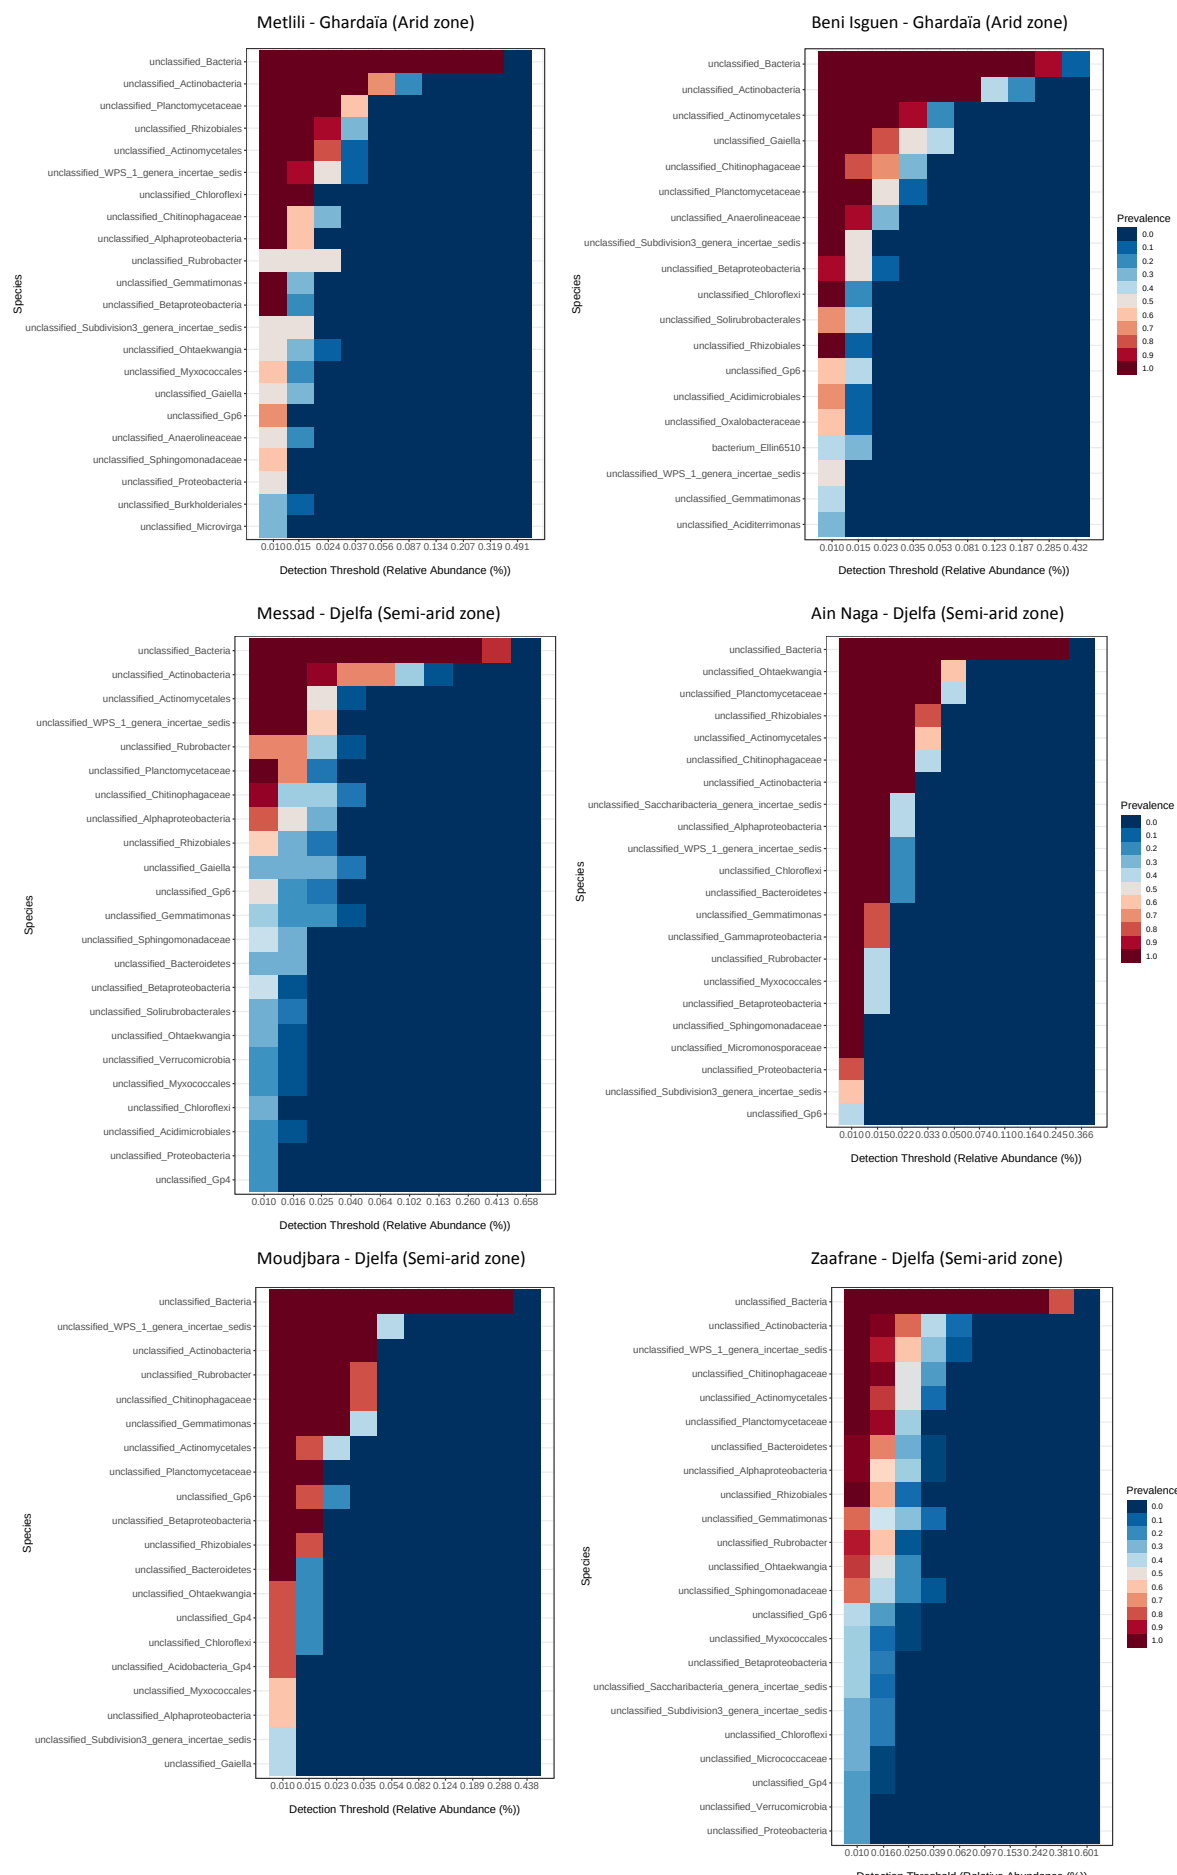 Metlili - Ghardaïa (Arid zone)
unclassified_Bacteria
unclassified_Actinobacteria
unclassified_Planctomycetaceae
unclassified_Rhizobiales
unclassified_Actinomycetales
unclassified_WPS_1_genera_incertae_sedis
unclassified_Chloroflexi
unclassified_Chitinophagaceae
unclassified_Alphaproteobacteria
unclassified_Rubrobacter
unclassified_Gemmatimonas
unclassified_Betaproteobacteria
unclassified_Subdivision3_genera_incertae_sedis
unclassified_Ohtaekwangia
unclassified_Myxococcales
unclassified_Gaiella
unclassified_Gp6
unclassified_Anaerolineaceae
unclassified_Sphingomonadaceae
unclassified_Proteobacteria
unclassified_Burkholderiales
unclassified_Microvirga
Species
0.010 0.015 0.024 0.037 0.056 0.087 0.134 0.207 0.319 0.491
Detection Threshold (Relative Abundance (%))
Beni Isguen - Ghardaïa (Arid zone)
unclassified_Bacteria
unclassified_Actinobacteria
unclassified_Actinomycetales
unclassified_Gaiella
unclassified_Chitinophagaceae
unclassified_Planctomycetaceae
unclassified_Anaerolineaceae
unclassified_Subdivision3_genera_incertae_sedis
unclassified_Betaproteobacteria
unclassified_Chloroflexi
unclassified_Solirubrobacterales
unclassified_Rhizobiales
unclassified_Gp6
unclassified_Acidimicrobiales
unclassified_Oxalobacteraceae
bacterium_Ellin6510
unclassified_WPS_1_genera_incertae_sedis
unclassified_Gemmatimonas
unclassified_Aciditerrimonas
Species
0.010 0.015 0.023 0.035 0.053 0.081 0.123 0.187 0.285 0.432
Detection Threshold (Relative Abundance (%))
Prevalence
0.0
0.1
0.2
0.3
0.4
0.5
0.6
0.7
0.8
0.9
1.0
Messad - Djelfa (Semi-arid zone)
unclassified_Bacteria
unclassified_Actinobacteria
unclassified_Actinomycetales
unclassified_WPS_1_genera_incertae_sedis
unclassified_Rubrobacter
unclassified_Planctomycetaceae
unclassified_Chitinophagaceae
unclassified_Alphaproteobacteria
unclassified_Rhizobiales
unclassified_Gaiella
unclassified_Gp6
unclassified_Gemmatimonas
unclassified_Sphingomonadaceae
unclassified_Bacteroidetes
unclassified_Betaproteobacteria
unclassified_Solirubrobacterales
unclassified_Ohtaekwangia
unclassified_Verrucomicrobia
unclassified_Myxococcales
unclassified_Chloroflexi
unclassified_Acidimicrobiales
unclassified_Proteobacteria
unclassified_Gp4
Species
0.010 0.016 0.025 0.040 0.064 0.102 0.163 0.260 0.413 0.658
Detection Threshold (Relative Abundance (%))
Ain Naga - Djelfa (Semi-arid zone)
unclassified_Bacteria
unclassified_Ohtaekwangia
unclassified_Planctomycetaceae
unclassified_Rhizobiales
unclassified_Actinomycetales
unclassified_Chitinophagaceae
unclassified_Actinobacteria
unclassified_Saccharibacteria_genera_incertae_sedis
unclassified_Alphaproteobacteria
unclassified_WPS_1_genera_incertae_sedis
unclassified_Chloroflexi
unclassified_Bacteroidetes
unclassified_Gemmatimonas
unclassified_Gammaproteobacteria
unclassified_Rubrobacter
unclassified_Myxococcales
unclassified_Betaproteobacteria
unclassified_Sphingomonadaceae
unclassified_Micromonosporaceae
unclassified_Proteobacteria
unclassified_Subdivision3_genera_incertae_sedis
unclassified_Gp6
Species
0.010 0.015 0.022 0.033 0.050 0.074 0.110 0.164 0.245 0.366
Detection Threshold (Relative Abundance (%))
Prevalence
0.0
0.1
0.2
0.3
0.4
0.5
0.6
0.7
0.8
0.9
1.0
Moudjbara - Djelfa (Semi-arid zone)
unclassified_Bacteria
unclassified_WPS_1_genera_incertae_sedis
unclassified_Actinobacteria
unclassified_Rubrobacter
unclassified_Chitinophagaceae
unclassified_Gemmatimonas
unclassified_Actinomycetales
unclassified_Planctomycetaceae
unclassified_Gp6
unclassified_Betaproteobacteria
unclassified_Rhizobiales
unclassified_Bacteroidetes
unclassified_Ohtaekwangia
unclassified_Gp4
unclassified_Chloroflexi
unclassified_Acidobacteria_Gp4
unclassified_Myxococcales
unclassified_Alphaproteobacteria
unclassified_Subdivision3_genera_incertae_sedis
unclassified_Gaiella
Species
0.010 0.015 0.023 0.035 0.054 0.082 0.124 0.189 0.288 0.438
Detection Threshold (Relative Abundance (%))
Zaafrane - Djelfa (Semi-arid zone)
unclassified_Bacteria
unclassified_Actinobacteria
unclassified_WPS_1_genera_incertae_sedis
unclassified_Chitinophagaceae
unclassified_Actinomycetales
unclassified_Planctomycetaceae
unclassified_Bacteroidetes
unclassified_Alphaproteobacteria
unclassified_Rhizobiales
unclassified_Gemmatimonas
unclassified_Rubrobacter
unclassified_Ohtaekwangia
unclassified_Sphingomonadaceae
unclassified_Gp6
unclassified_Myxococcales
unclassified_Betaproteobacteria
unclassified_Saccharibacteria_genera_incertae_sedis
unclassified_Subdivision3_genera_incertae_sedis
unclassified_Chloroflexi
unclassified_Micrococcaceae
unclassified_Gp4
unclassified_Verrucomicrobia
unclassified_Proteobacteria
Species
0.010 0.016 0.025 0.039 0.062 0.097 0.153 0.242 0.381 0.601
Detection Threshold (Relative Abundance (%))
Prevalence
0.0
0.1
0.2
0.3
0.4
0.5
0.6
0.7
0.8
0.9
1.0